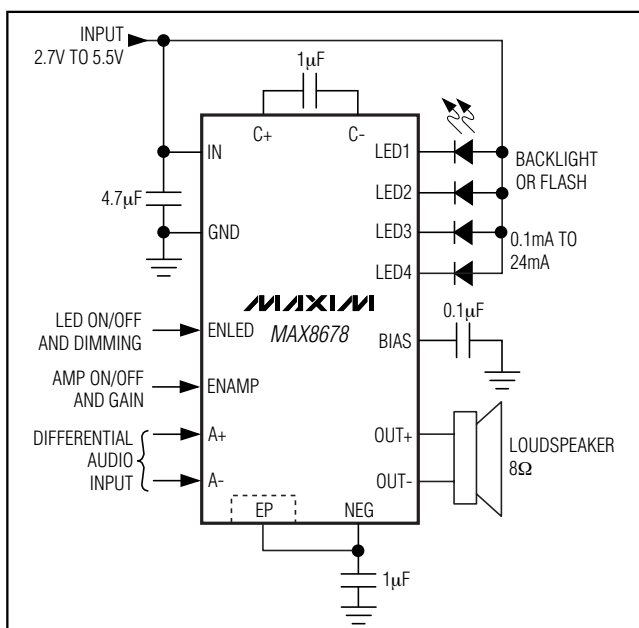 INPUT
2.7V TO 5.5V
1µF
C+
C-
IN
LED1
BACKLIGHT
OR FLASH
LED2
4.7µF
GND
LED3
0.1mA TO
24mA
LED4
MAXIM
MAX8678
0.1µF
LED ON/OFF
AND DIMMING
ENLED
BIAS
AMP ON/OFF
AND GAIN
ENAMP
DIFFERENTIAL
AUDIO
INPUT
A+
A-
OUT+
OUT-
LOUDSPEAKER
8Ω
EP
NEG
1µF